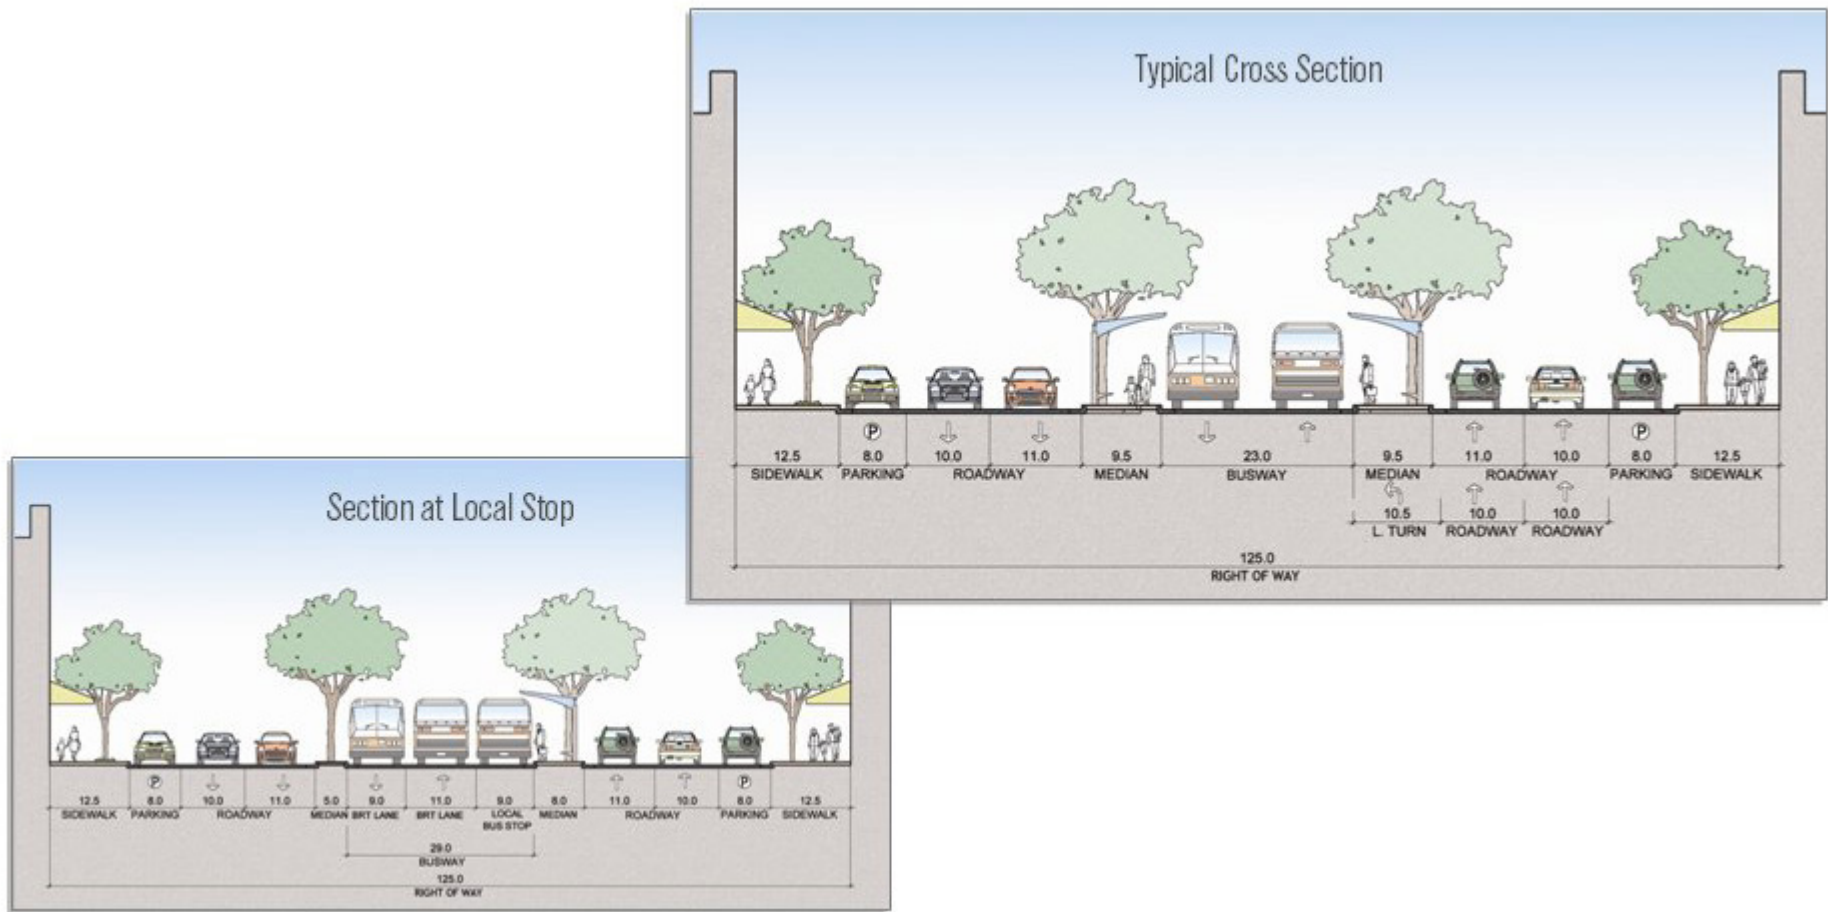 Typical Cross Section
P P
12.5 8.0 10.0 11.0 9.5 23.0 9.5 11.0 10.0 8.0 12.5
SIDEWALK PARKING ROADWAY MEDIAN BUSWAY MEDIAN ROADWAY PARKING SIDEWALK
10.5 10.0 10.0
L. TURN ROADWAY ROADWAY
125.0
RIGHT OF WAY
Section at Local Stop
P P
12.5 8.0 10.0 11.0 5.0 9.0 11.0 9.0 8.0 11.0 10.0 8.0 12.5
SIDEWALK PARKING ROADWAY MEDIAN BRT LANE BRT LANE LOCAL MEDIAN ROADWAY PARKING SIDEWALK
BUS STOP
29.0
BUSWAY
125.0
RIGHT OF WAY